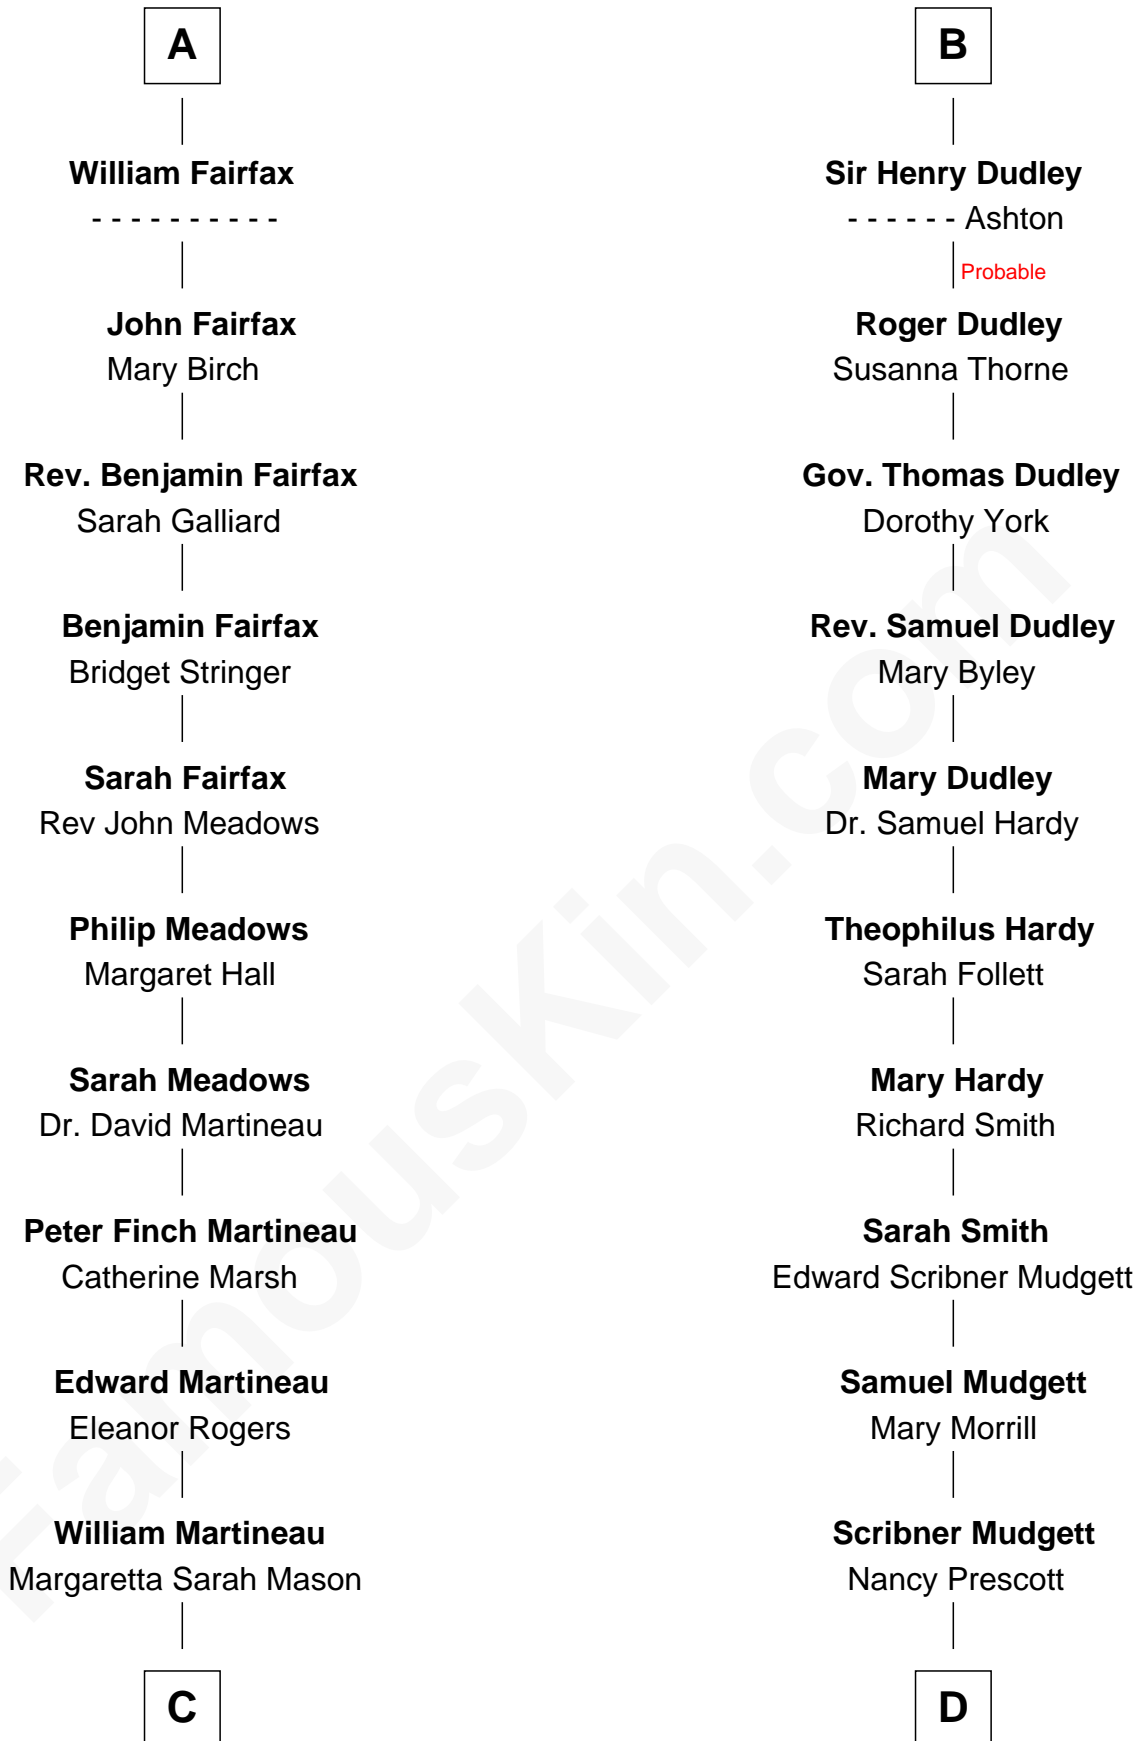 A
William Fairfax
- - - - - - - - - -
John Fairfax
Mary Birch
Rev. Benjamin Fairfax
Sarah Galliard
Benjamin Fairfax
Bridget Stringer
Sarah Fairfax
Rev John Meadows
Philip Meadows
Margaret Hall
Sarah Meadows
Dr. David Martineau
Peter Finch Martineau
Catherine Marsh
Edward Martineau
Eleanor Rogers
William Martineau
Margaretta Sarah Mason
C
B
Sir Henry Dudley
- - - - - - Ashton
Probable
Roger Dudley
Susanna Thorne
Gov. Thomas Dudley
Dorothy York
Rev. Samuel Dudley
Mary Byley
Mary Dudley
Dr. Samuel Hardy
Theophilus Hardy
Sarah Follett
Mary Hardy
Richard Smith
Sarah Smith
Edward Scribner Mudgett
Samuel Mudgett
Mary Morrill
Scribner Mudgett
Nancy Prescott
D
FamousKin.com